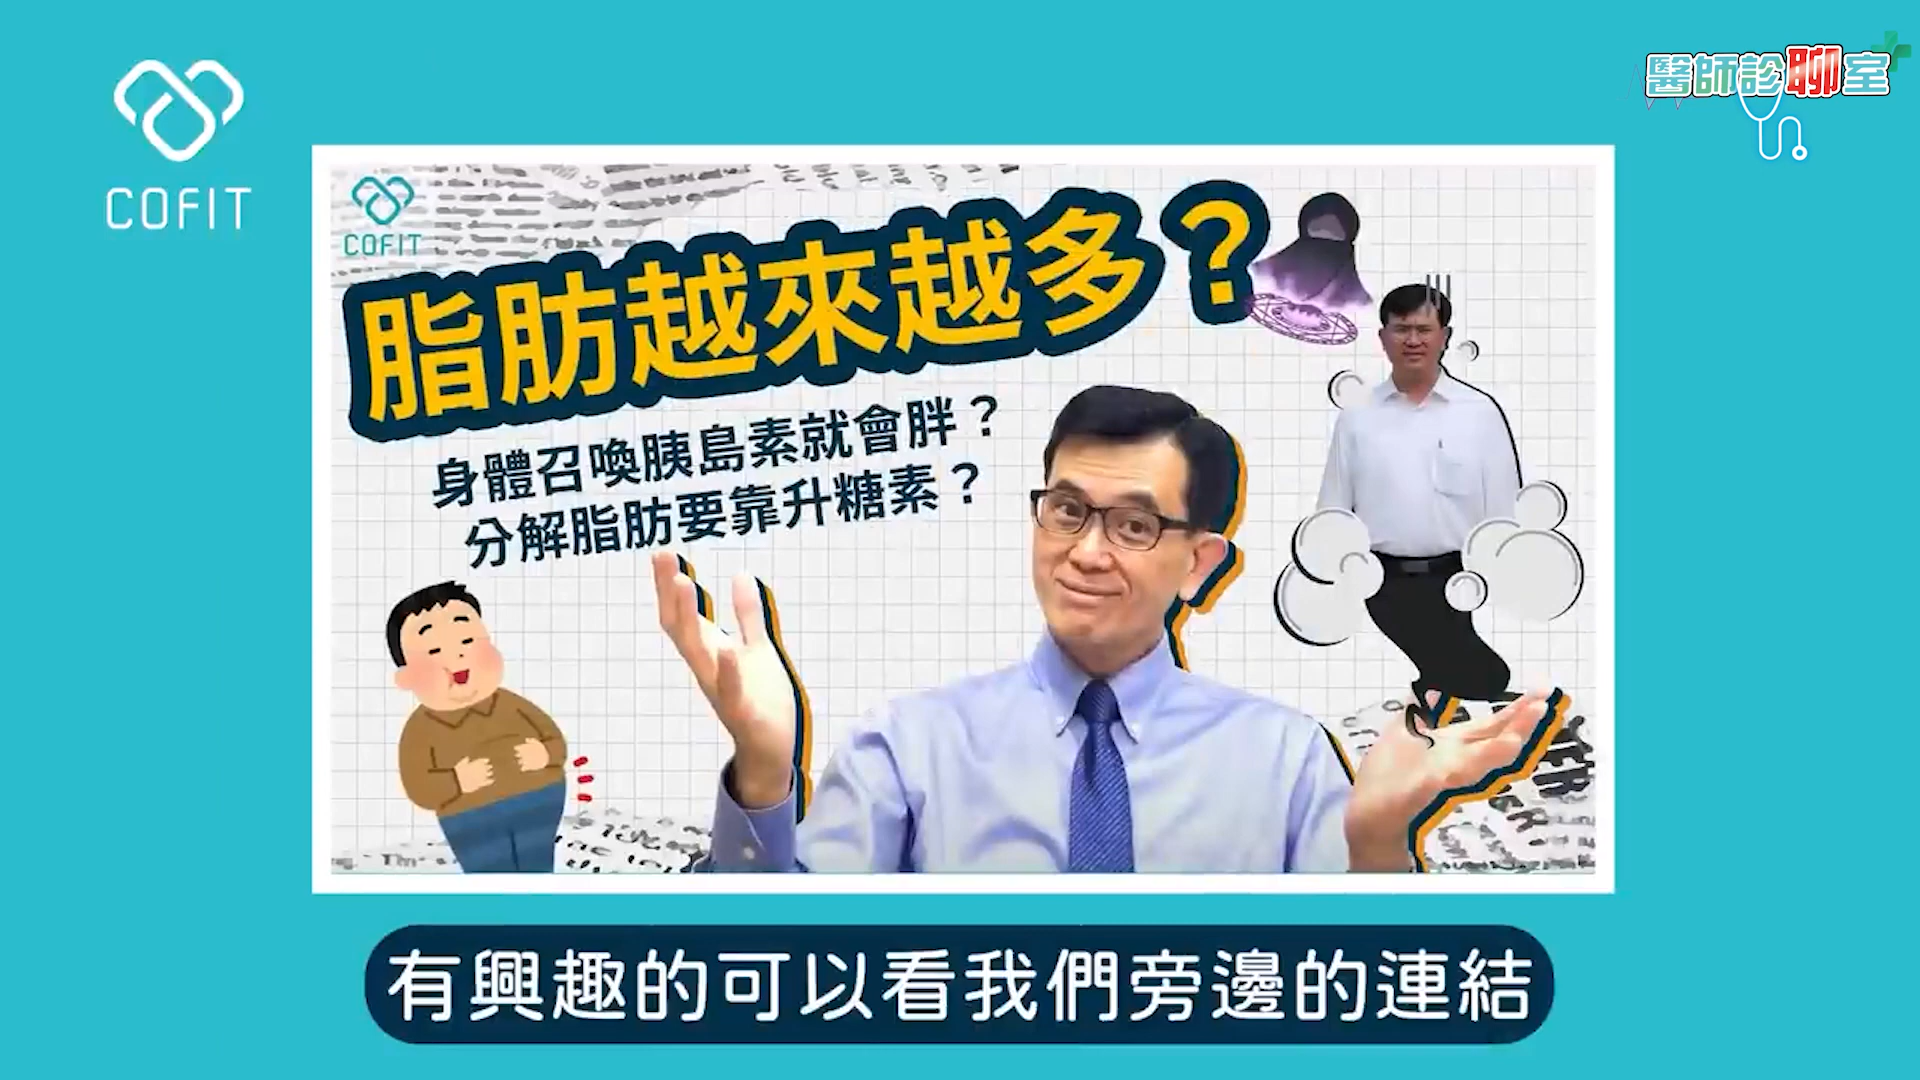 COFIT
醫師診聊室
COFIT
脂肪越來越多？
身體召喚胰島素就會胖？
分解脂肪要靠升糖素？
有興趣的可以看我們旁邊的連結